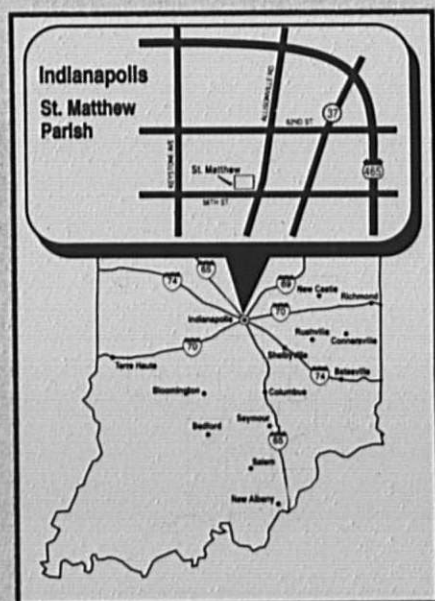 Indianapolis
St. Matthew
Parish
KEYSTONE AVE
ALLISONVILLE RD
37
62ND ST
465
St. Matthew
56TH ST
65
74
69
New Castle
Richmond
Indianapolis
70
Rushville
Connersville
70
Shelbyville
Terre Haute
74
Batesville
Bloomington
Columbus
Seymour
Bedford
65
Salem
New Albany